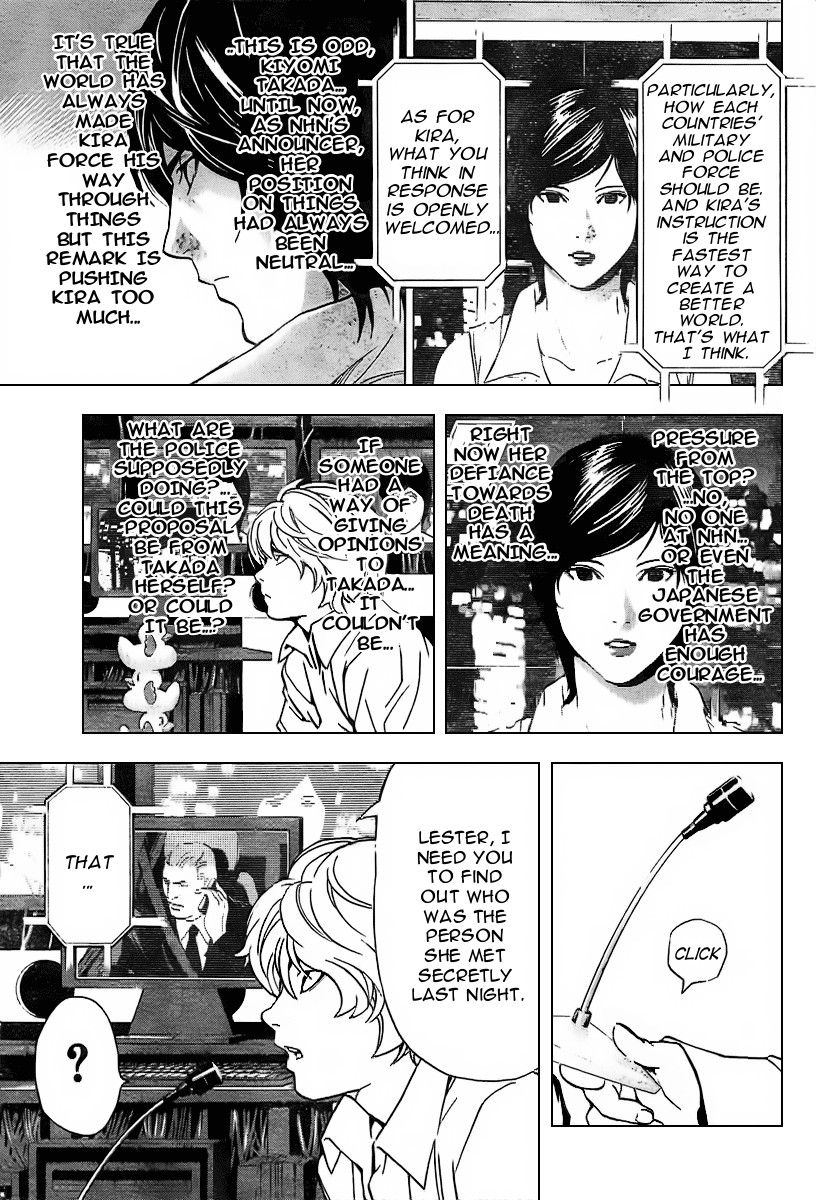 PARTICULARLY,
HOW EACH
COUNTRIES'
MILITARY
AND POLICE
FORCE
SHOULD BE.
AND KIRA'S
INSTRUCTION
IS THE
FASTEST
WAY TO
CREATE A
BETTER
WORLD.
THAT'S WHAT
I THINK.
AS FOR
KIRA,
WHAT YOU
THINK IN
RESPONSE
IS OPENLY
WELCOMED...
..THIS IS ODD,
KIYOMI
TAKADA...
UNTIL NOW,
AS NHN'S
ANNOUNCER,
HER
POSITION
ON THINGS
HAD ALWAYS
BEEN
NEUTRAL...
IT'S TRUE
THAT THE
WORLD HAS
ALWAYS
MADE
KIRA
FORCE HIS
WAY
THROUGH
THINGS
BUT THIS
REMARK IS
PUSHING
KIRA TOO
MUCH...
PRESSURE
FROM
THE TOP?
...NO,
NO ONE
AT NHN...
OR EVEN
THE
JAPANESE
GOVERNMENT
HAS
ENOUGH
COURAGE...
RIGHT
NOW HER
DEFIANCE
TOWARDS
DEATH
HAS A
MEANING...
IF
SOMEONE
HAD A
WAY OF
GIVING
OPINIONS
TO
TAKADA...
IT
COULDN'T
BE...
WHAT ARE
THE POLICE
SUPPOSEDLY
DOING?...
COULD THIS
PROPOSAL
BE FROM
TAKADA
HERSELF?
OR COULD
IT BE...?
CLICK
LESTER, I
NEED YOU
TO FIND
OUT WHO
WAS THE
PERSON
SHE MET
SECRETLY
LAST NIGHT.
THAT
...
?